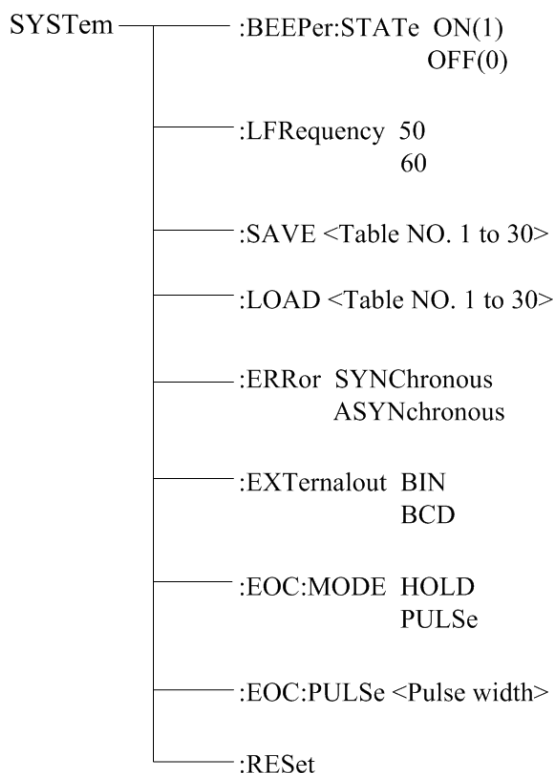 SYSTem :BEEPer:STATe ON(1)
OFF(0)
:LFRequency 50
60
:SAVE <Table NO. 1 to 30>
:LOAD <Table NO. 1 to 30>
:ERRor SYNChronous
ASYNchronous
:EXTernalout BIN
BCD
:EOC:MODE HOLD
PULSe
:EOC:PULSe <Pulse width>
:RESet